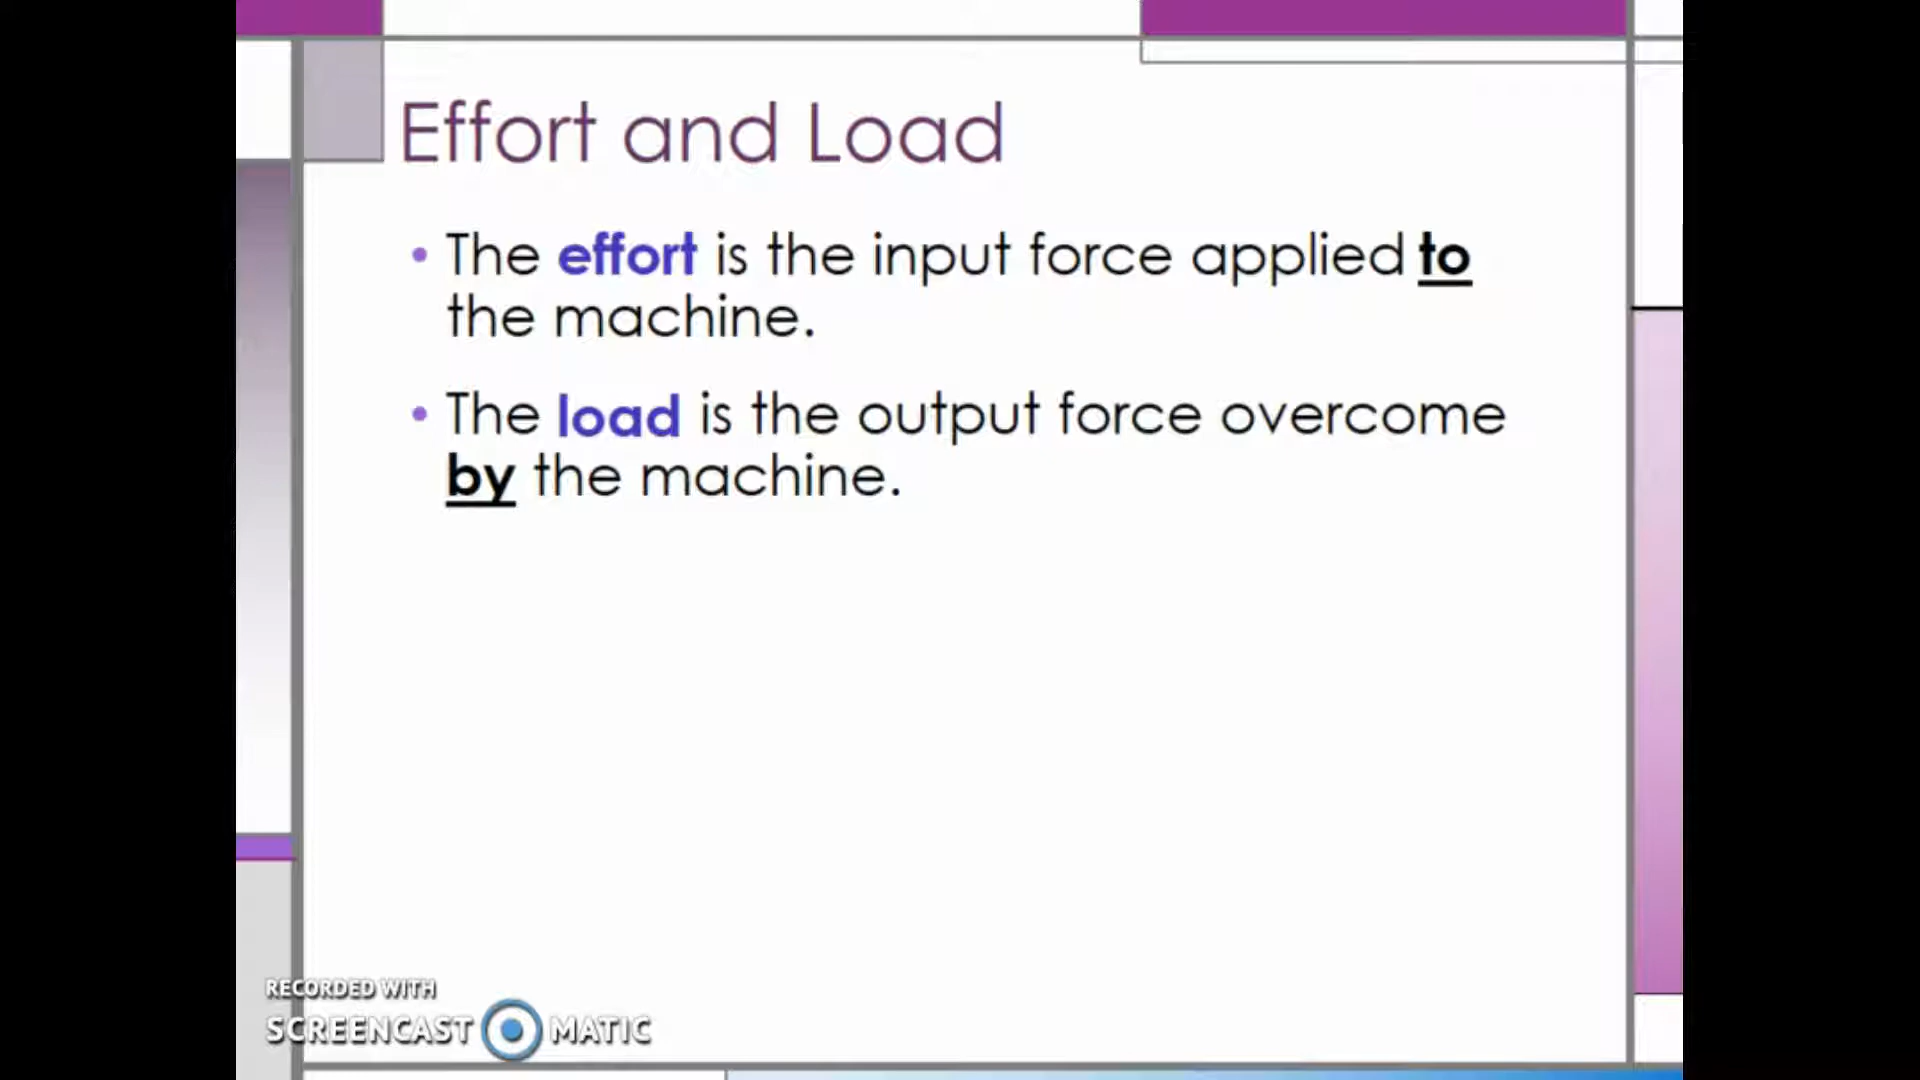 Effort and Load
• The effort is the input force applied to
the machine.
• The load is the output force overcome
by the machine.
RECORDED WITH
SCREENCAST MATIC